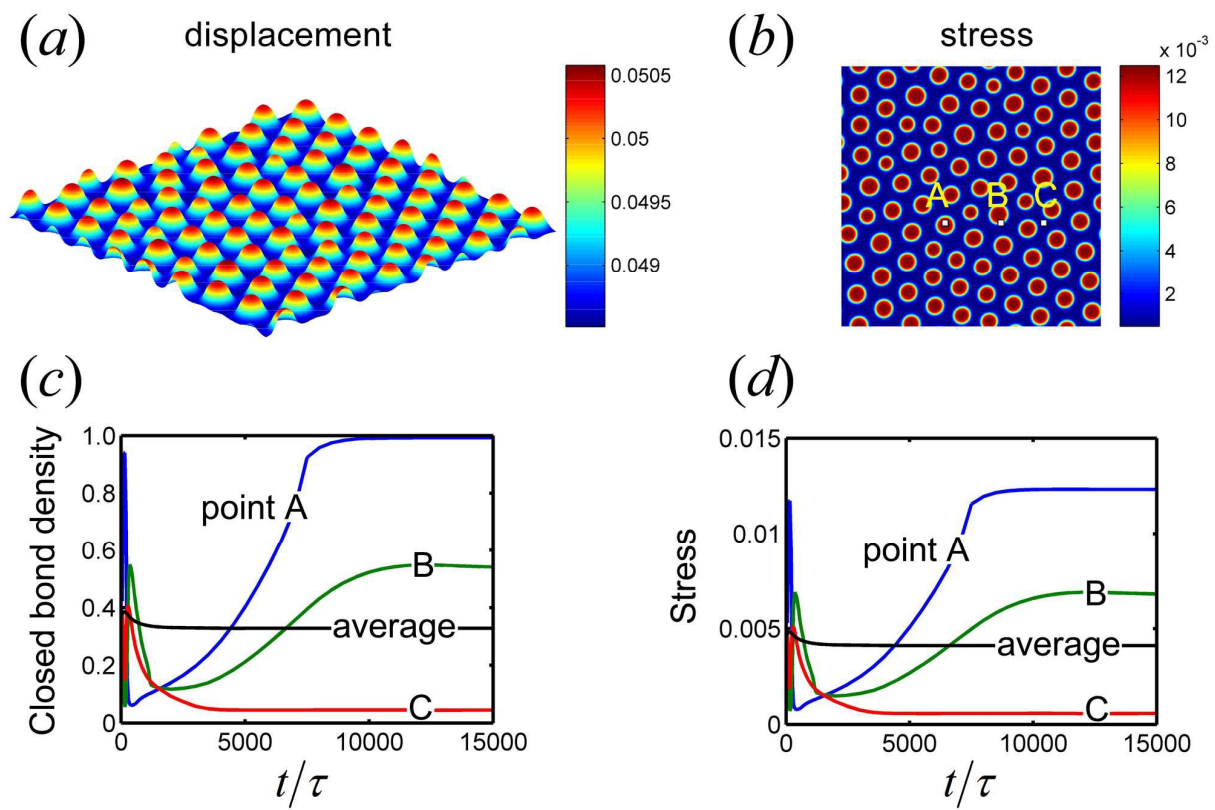 (a)
displacement
0.0505
0.05
0.0495
0.049
(b)
stress
x 10⁻³
12
10
8
6
4
2
A
B
C
(c)
Closed bond density
1.0
0.8
0.6
0.4
0.2
0
point A
B
average
C
0
5000
10000
15000
t/τ
(d)
Stress
0.015
0.01
0.005
0
point A
B
average
C
0
5000
10000
15000
t/τ